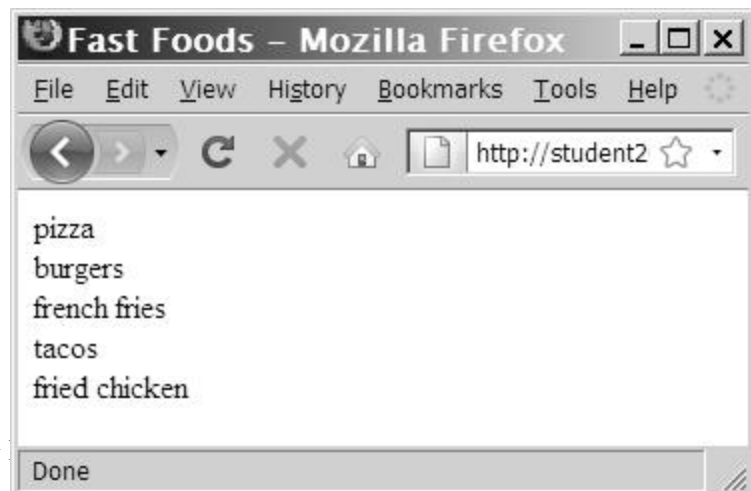 Fast Foods – Mozilla Firefox
File Edit View History Bookmarks Tools Help
http://student2
pizza
burgers
french fries
tacos
fried chicken
Done